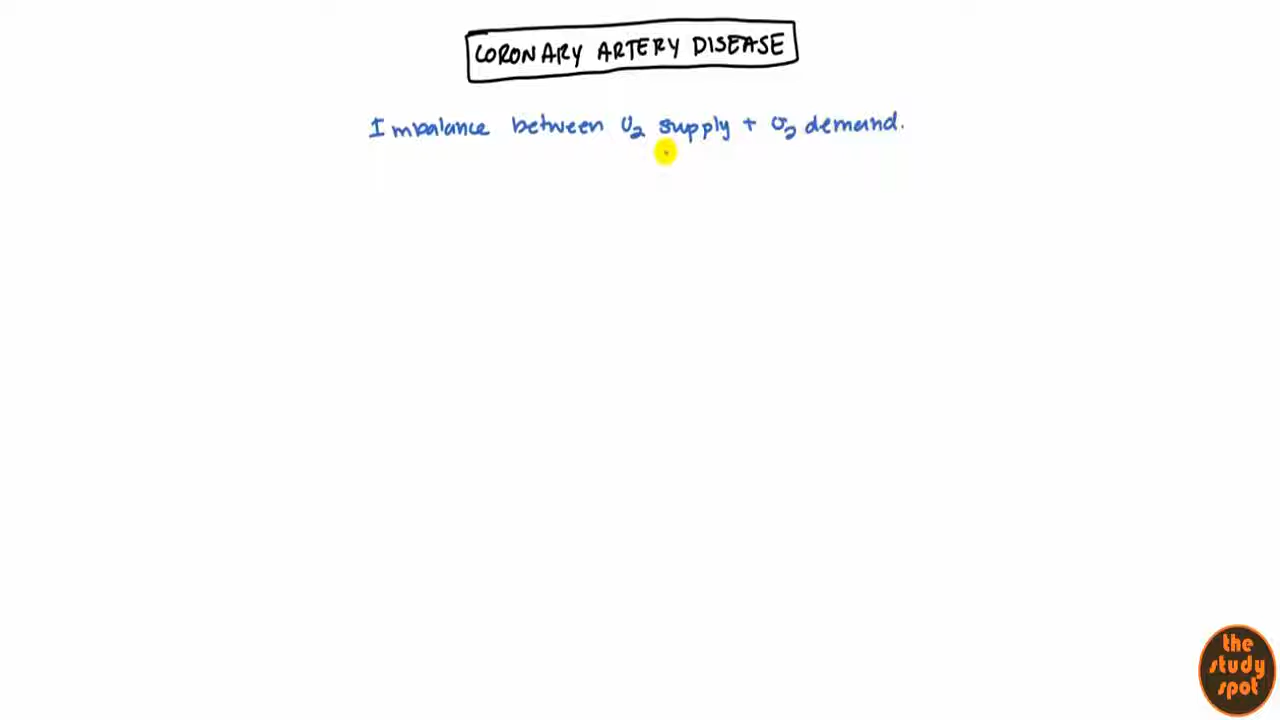 CORONARY ARTERY DISEASE
Imbalance between O2 supply + O2 demand.
the
study
spot